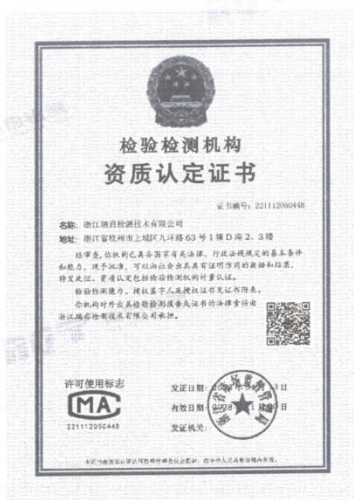 检验检测机构
资质认定证书
证书编号：221112050448
名称：浙江瑞启检测技术有限公司
地址：浙江省杭州市上城区九环路63号1幢D座2、3楼
经审查，你机构已具备国家有关法律、行政法规规定的基本条件
和能力，现予批准，可以向社会出具具有证明作用的数据和结果，
特发此证。资质认定包括检验检测机构计量认证。
检验检测能力、授权签字人及授权证书见证书附表。
你机构对外出具检验检测报告或证书的法律责任由
浙江瑞启检测技术有限公司承担。
许可使用标志
MA
221112050448
发证日期：
有效日期：
发证机关：